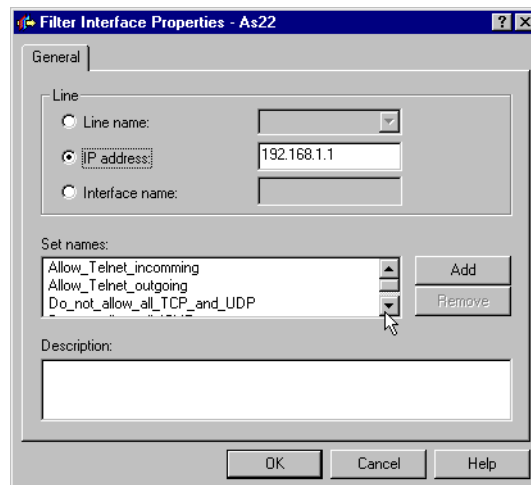 Filter Interface Properties - As22
General
Line
Line name:
IP address: 192.168.1.1
Interface name:
Set names:
Allow_Telnet_incomming
Allow_Telnet_outgoing
Do_not_allow_all_TCP_and_UDP
Add
Remove
Description:
OK Cancel Help